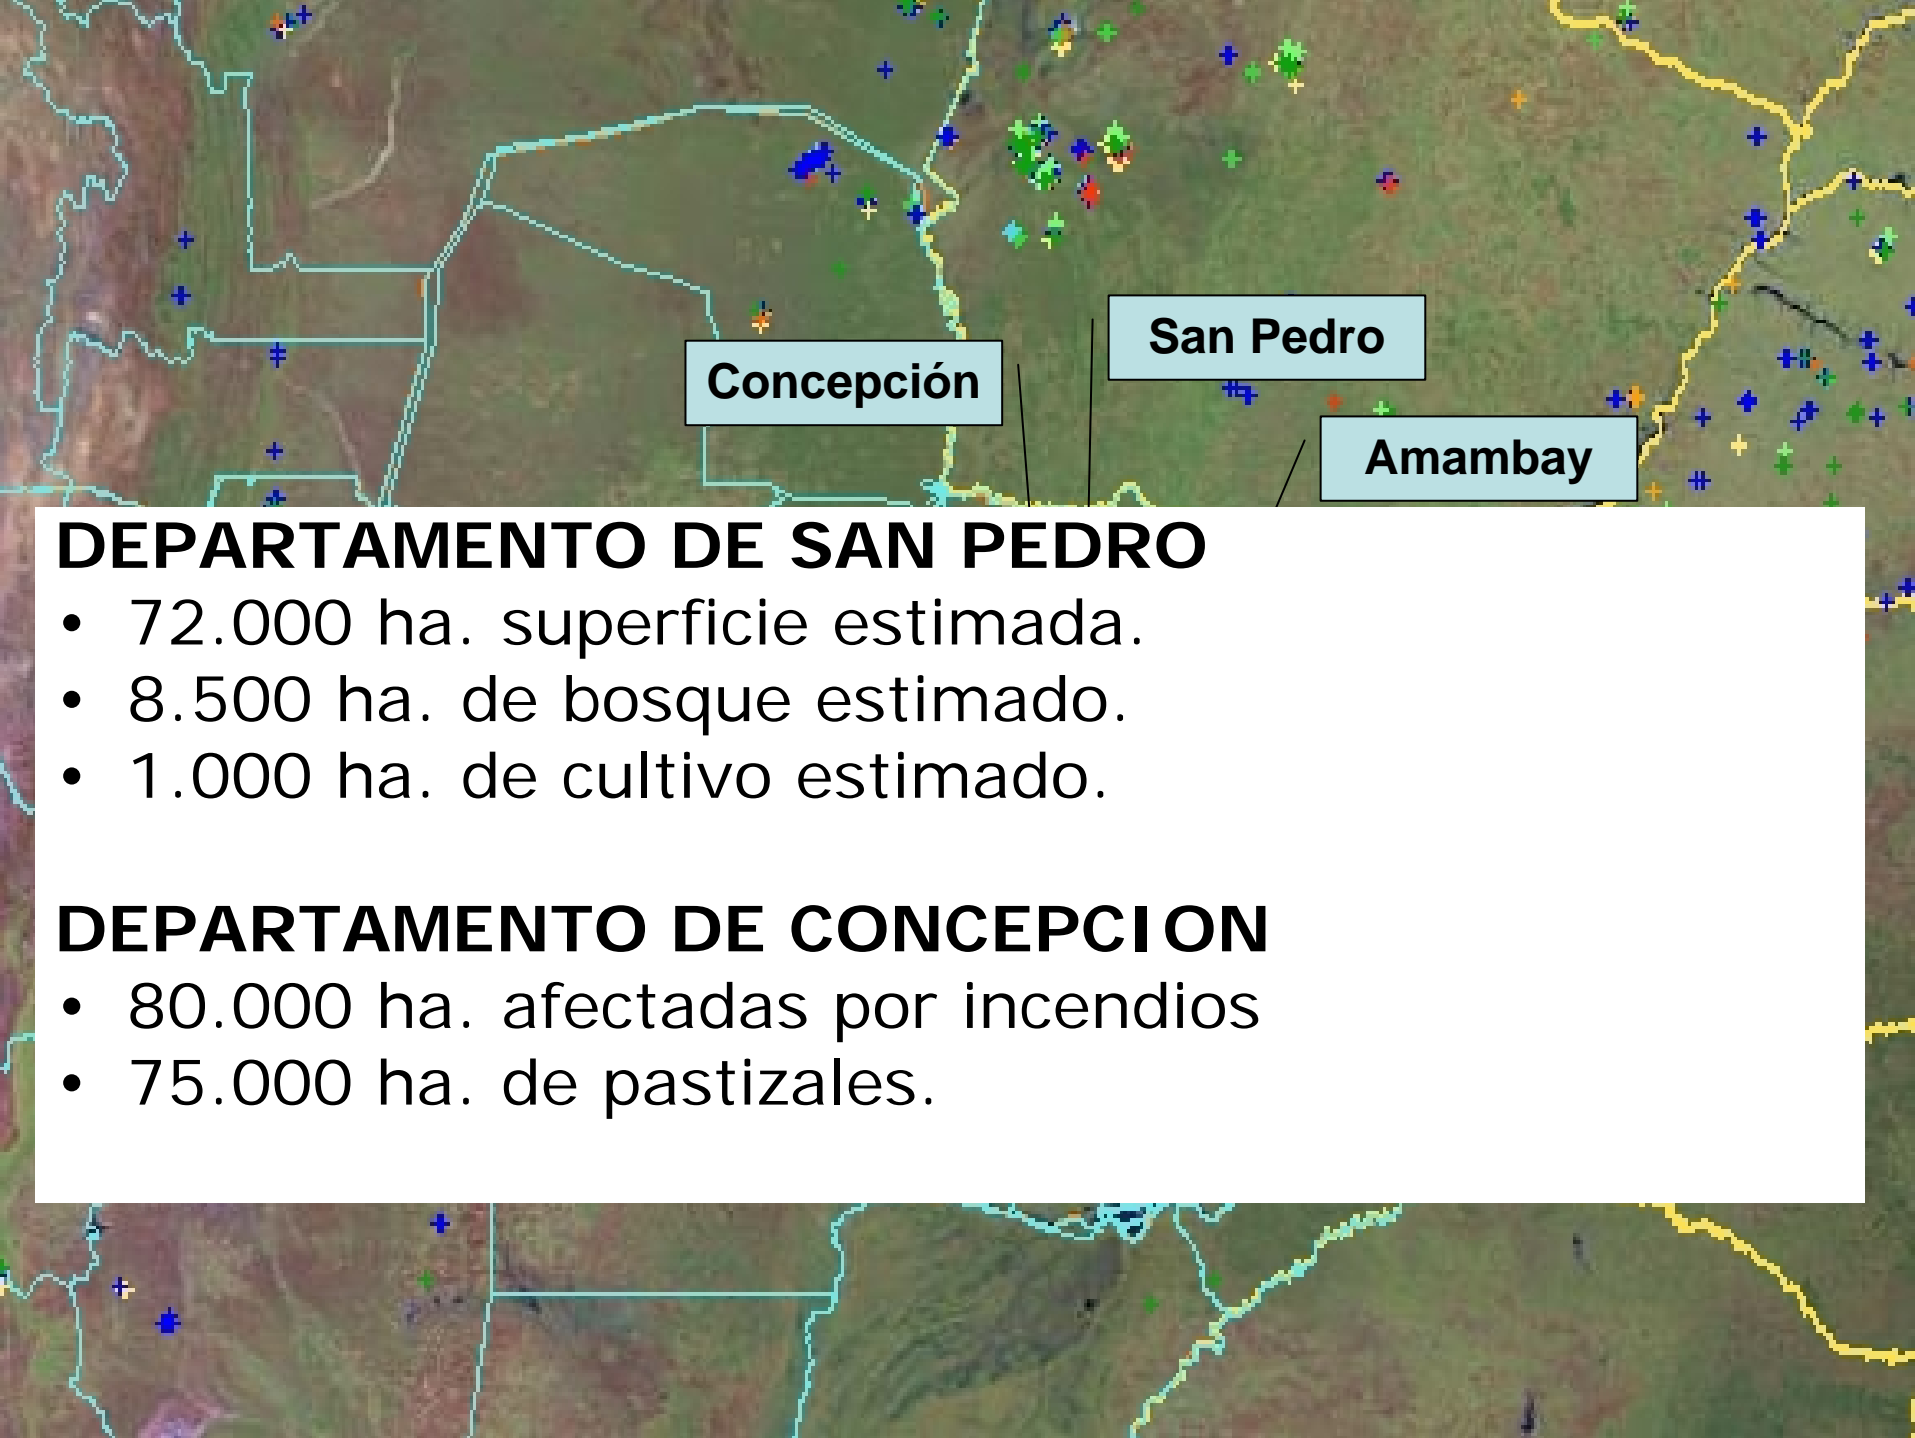 San Pedro
Concepción
Amambay
DEPARTAMENTO DE SAN PEDRO
• 72.000 ha. superficie estimada.
• 8.500 ha. de bosque estimado.
• 1.000 ha. de cultivo estimado.
DEPARTAMENTO DE CONCEPCION
• 80.000 ha. afectadas por incendios
• 75.000 ha. de pastizales.